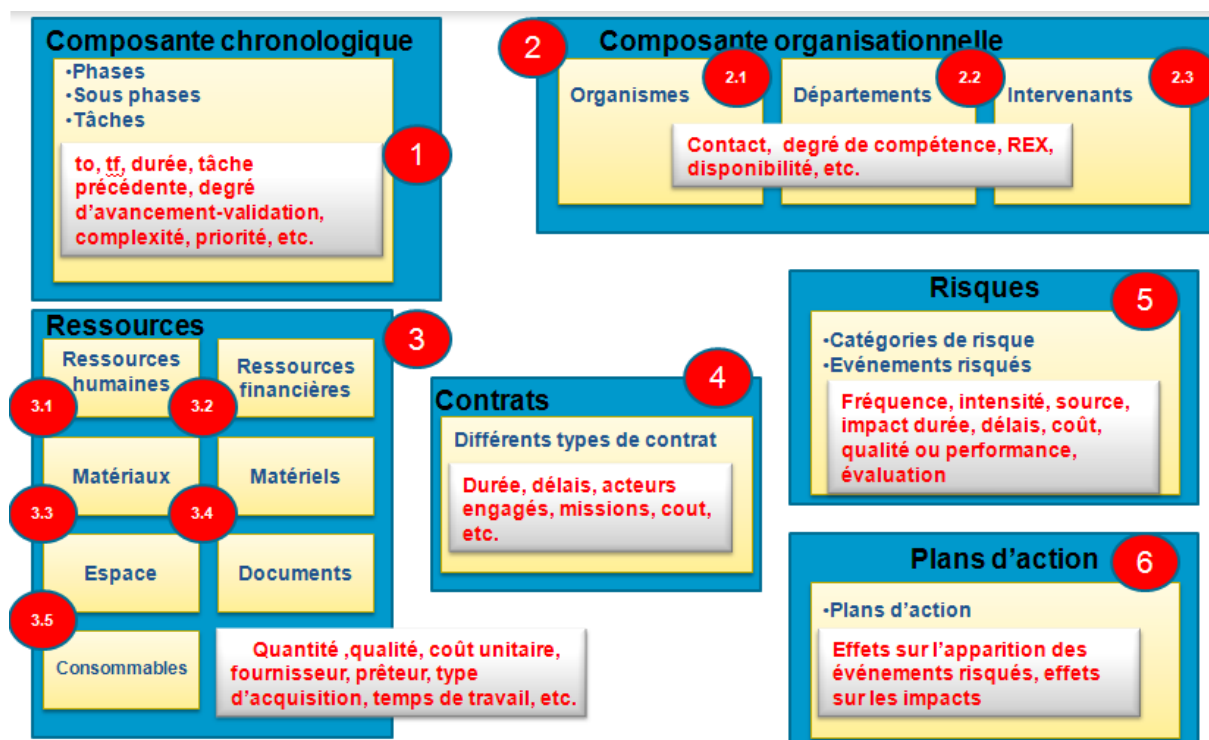 Composante chronologique
•Phases
•Sous phases
•Tâches
to, tf, durée, tâche
précédente, degré
d'avancement-validation,
complexité, priorité, etc.
1
2
Composante organisationnelle
Organismes
2.1
Départements
2.2
Intervenants
2.3
Contact, degré de compétence, REX,
disponibilité, etc.
Ressources
3
Ressources
humaines
3.1
Ressources
financières
3.2
Matériaux
3.3
Matériels
3.4
Espace
3.5
Documents
Consommables
Quantité ,qualité, coût unitaire,
fournisseur, prêteur, type
d'acquisition, temps de travail, etc.
Contrats
4
Différents types de contrat
Durée, délais, acteurs
engagés, missions, cout,
etc.
Risques
5
•Catégories de risque
•Evénements risqués
Fréquence, intensité, source,
impact durée, délais, coût,
qualité ou performance,
évaluation
Plans d'action
6
•Plans d'action
Effets sur l'apparition des
événements risqués, effets
sur les impacts